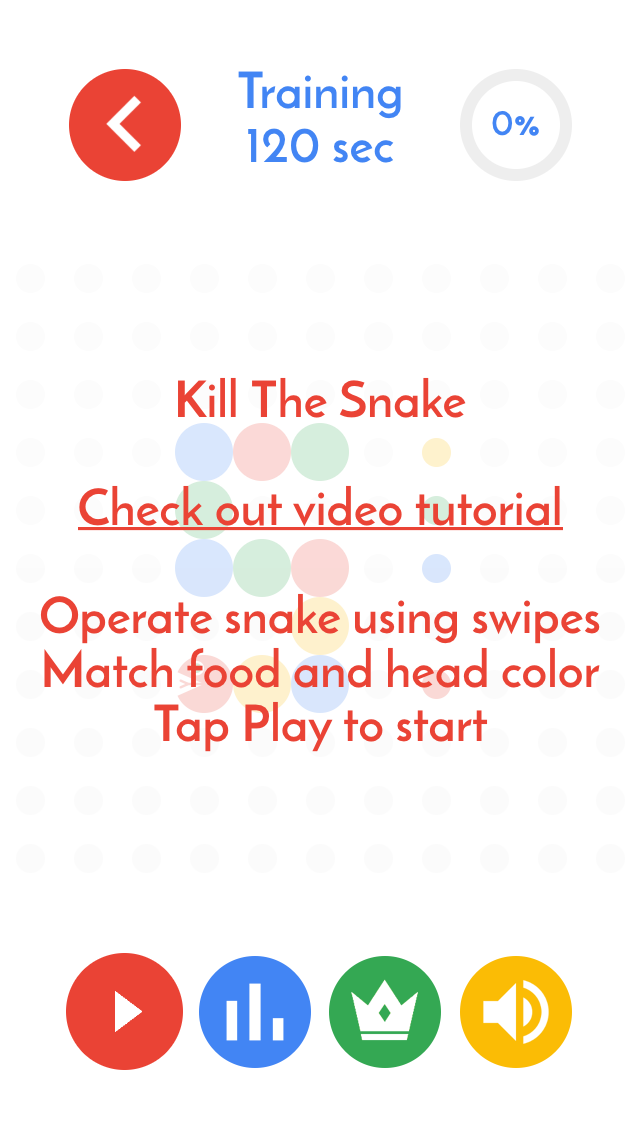 Training
120 sec
0%
Kill The Snake
Check out video tutorial
Operate snake using swipes
Match food and head color
Tap Play to start